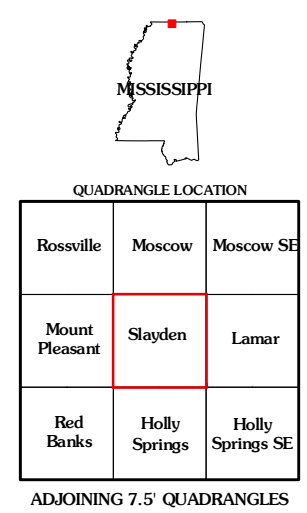 MISSISSIPPI
QUADRANGLE LOCATION
Rossville
Moscow
Moscow SE
Mount
Pleasant
Slayden
Lamar
Red
Banks
Holly
Springs
Holly
Springs SE
ADJOINING 7.5' QUADRANGLES